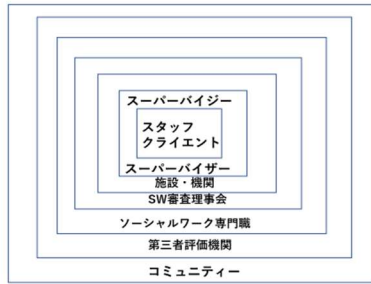 スーパーバイジー
スタッフ
クライエント
スーパーバイザー
施設・機関
SW審査理事会
ソーシャルワーク専門職
第三者評価機関
コミュニティー